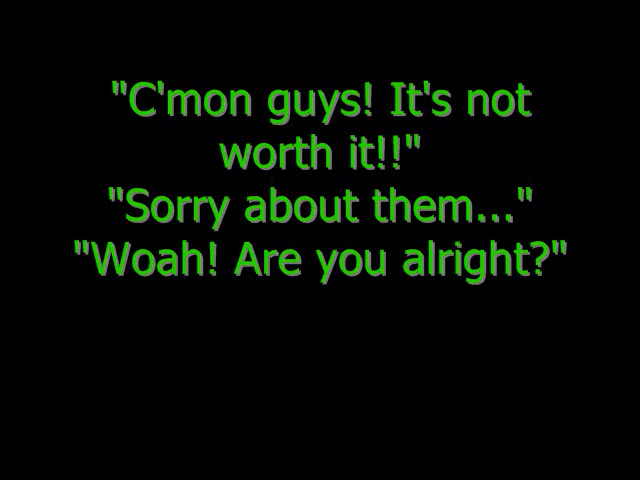 "C'mon guys! It's not
worth it!!"
"Sorry about them..."
"Woah! Are you alright?"